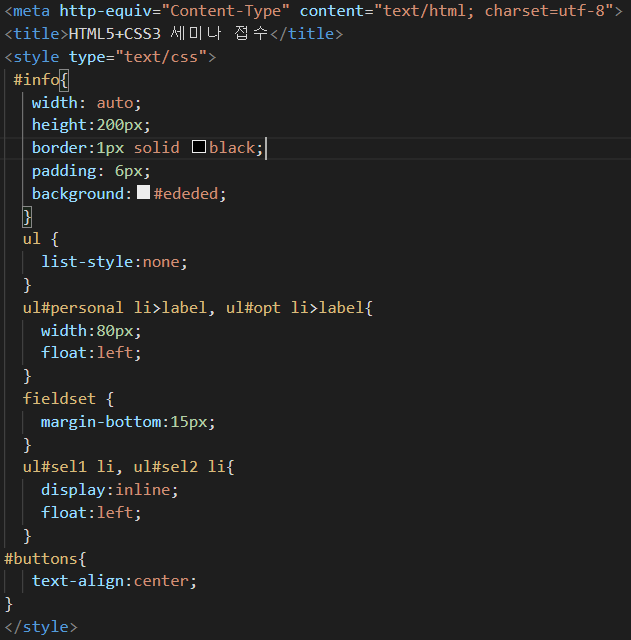 <meta http-equiv="Content-Type" content="text/html; charset=utf-8">
<title>HTML5+CSS3 세미나 접수</title>
<style type="text/css">
#info{
width: auto;
height:200px;
border:1px solid black;
padding: 6px;
background: #ededed;
}
ul {
list-style:none;
}
ul#personal li>label, ul#opt li>label{
width:80px;
float:left;
}
fieldset {
margin-bottom:15px;
}
ul#sel1 li, ul#sel2 li{
display:inline;
float:left;
}
#buttons{
text-align:center;
}
</style>